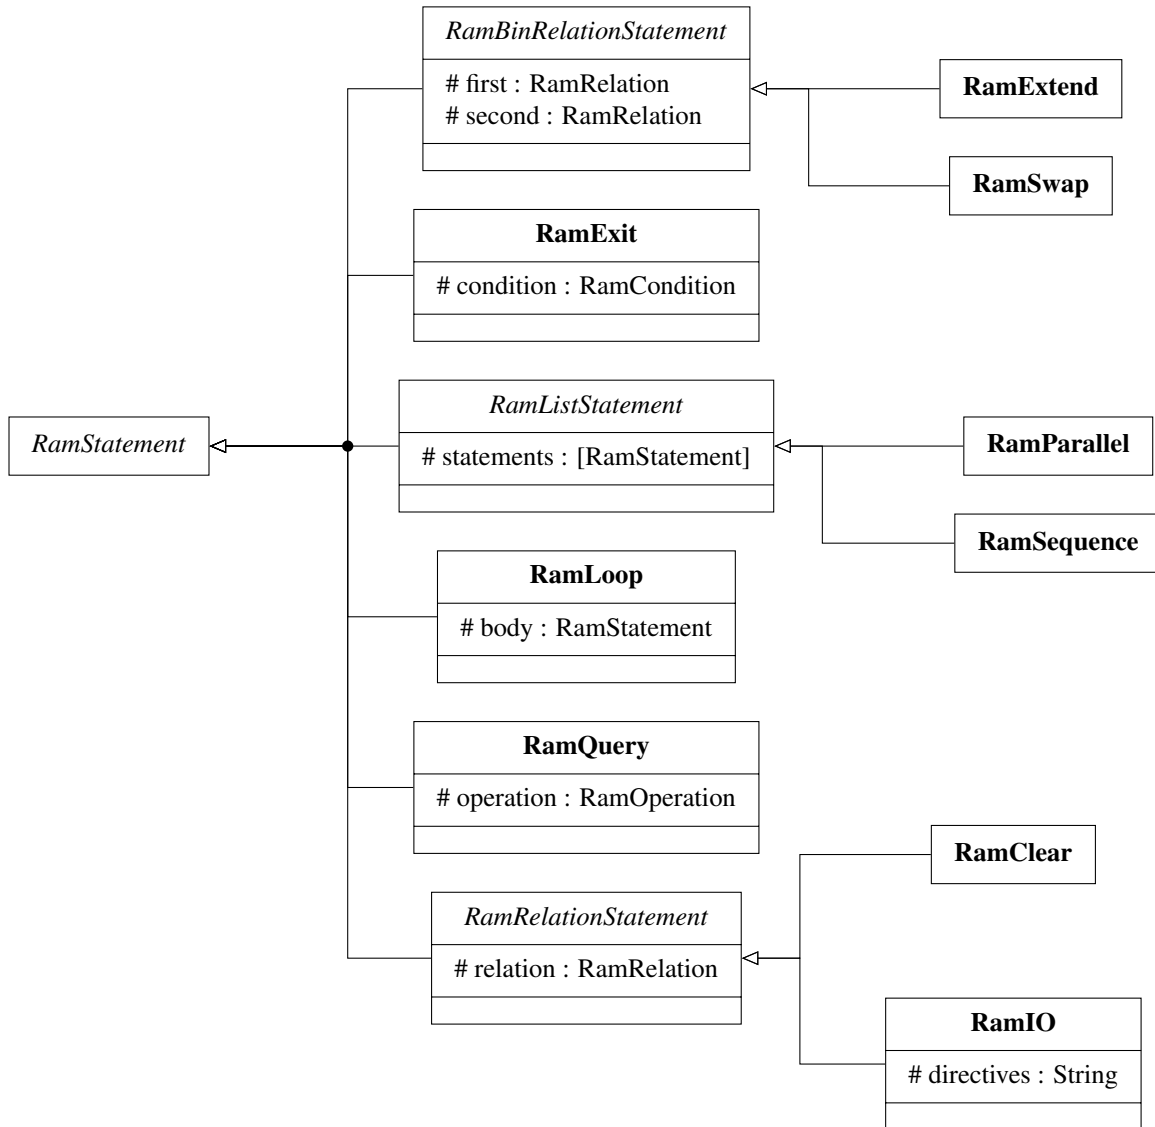 RamBinRelationStatement
# first : RamRelation
# second : RamRelation
RamExtend
RamSwap
RamExit
# condition : RamCondition
RamStatement
RamListStatement
# statements : [RamStatement]
RamParallel
RamSequence
RamLoop
# body : RamStatement
RamQuery
# operation : RamOperation
RamRelationStatement
# relation : RamRelation
RamClear
RamIO
# directives : String